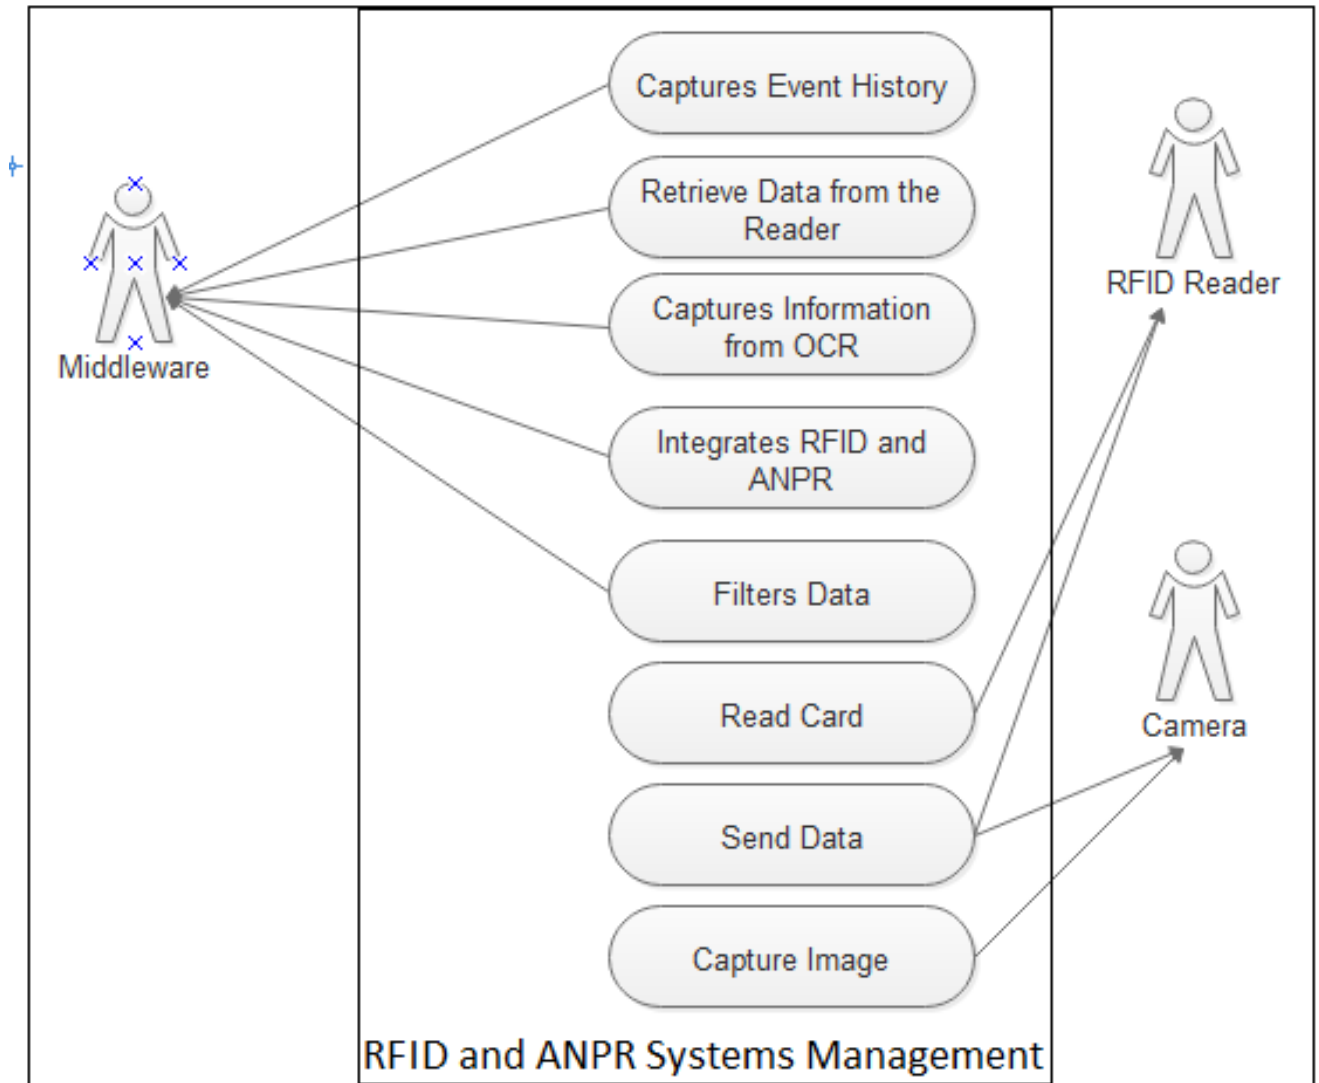 Captures Event History
Retrieve Data from the
Reader
Captures Information
from OCR
Integrates RFID and
ANPR
Filters Data
Read Card
Send Data
Capture Image
Middleware
RFID Reader
Camera
RFID and ANPR Systems Management